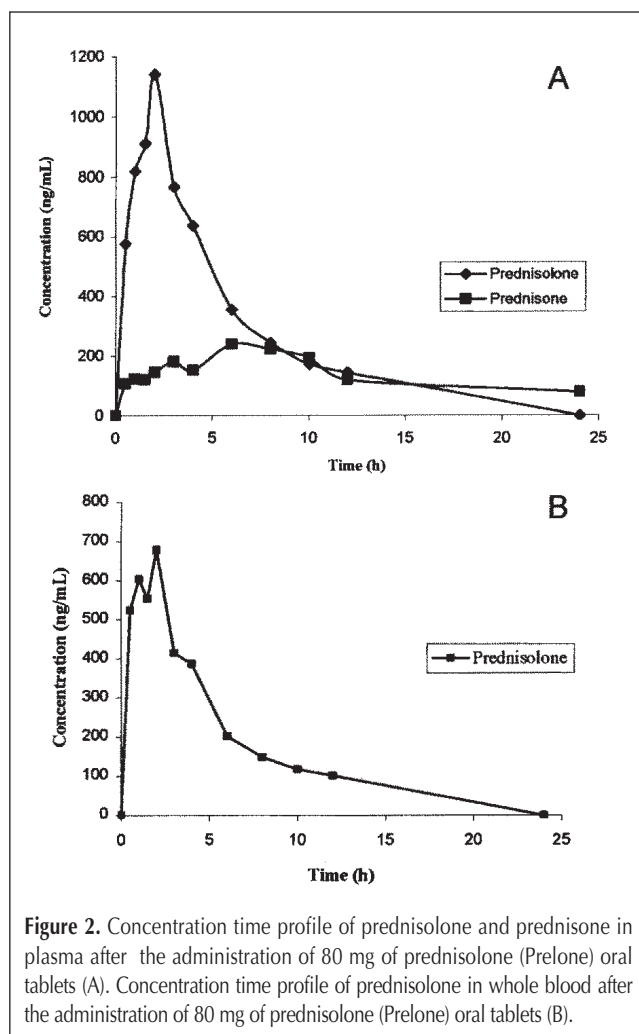 A
Concentration (ng/mL)
1200
1000
800
600
400
200
0
Prednisolone
Prednisone
0 5 10 15 20 25
Time (h)
B
Concentration (ng/mL)
800
700
600
500
400
300
200
100
0
Prednisolone
0 5 10 15 20 25
Time (h)
Figure 2. Concentration time profile of prednisolone and prednisone in
plasma after the administration of 80 mg of prednisolone (Prelone) oral
tablets (A). Concentration time profile of prednisolone in whole blood after
the administration of 80 mg of prednisolone (Prelone) oral tablets (B).